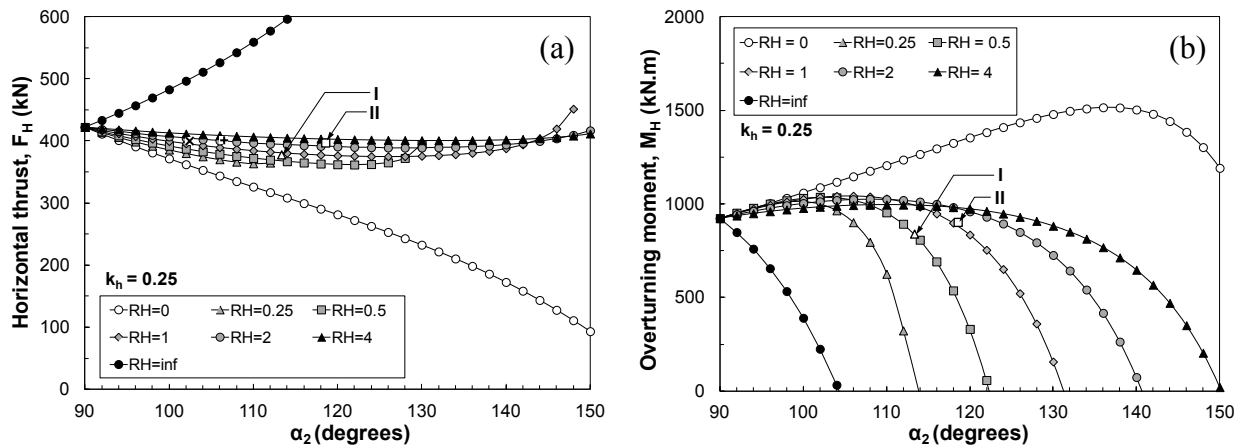 600
500
400
300
200
100
0
Horizontal thrust, F_H (kN)
(a)
I
II
k_h = 0.25
RH=0
RH=0.25
RH=0.5
RH=1
RH=2
RH=4
RH=inf
90
100
110
120
130
140
150
α₂ (degrees)
2000
1500
1000
500
0
Overturning moment, M_H (kN.m)
RH = 0
RH=0.25
RH = 0.5
RH = 1
RH=2
RH= 4
RH=inf
(b)
k_h = 0.25
I
II
90
100
110
120
130
140
150
α₂ (degrees)